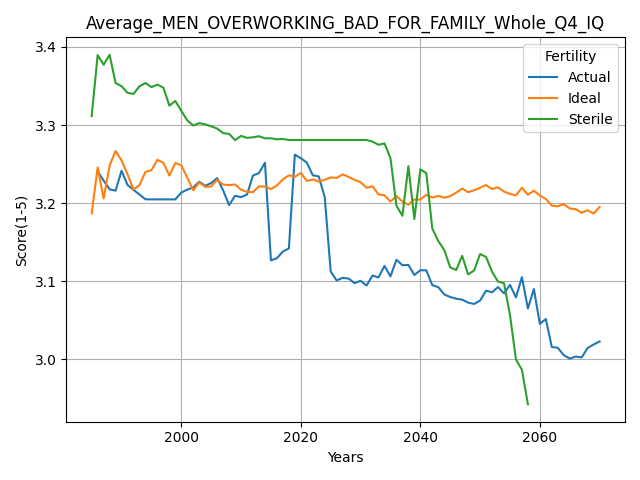 Average_MEN_OVERWORKING_BAD_FOR_FAMILY_Whole_Q4_IQ
Fertility
Actual
Ideal
Sterile
Score(1-5)
3.4
3.3
3.2
3.1
3.0
2000
2020
2040
2060
Years